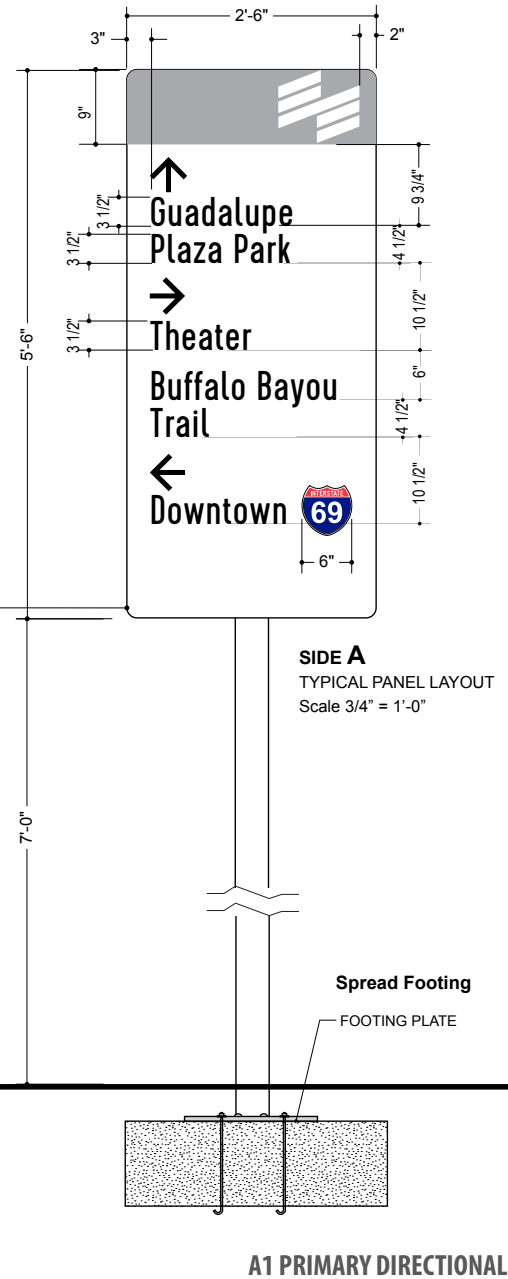 2'-6"
3"
2"
9"
9 3/4"
3 1/2"
Guadalupe
Plaza Park
3 1/2"
4 1/2"
10 1/2"
3 1/2"
Theater
5'-6"
6"
Buffalo Bayou
Trail
4 1/2"
10 1/2"
Downtown
INTERSTATE
69
6"
SIDE A
TYPICAL PANEL LAYOUT
Scale 3/4” = 1’-0”
7'-0"
Spread Footing
FOOTING PLATE
A1 PRIMARY DIRECTIONAL